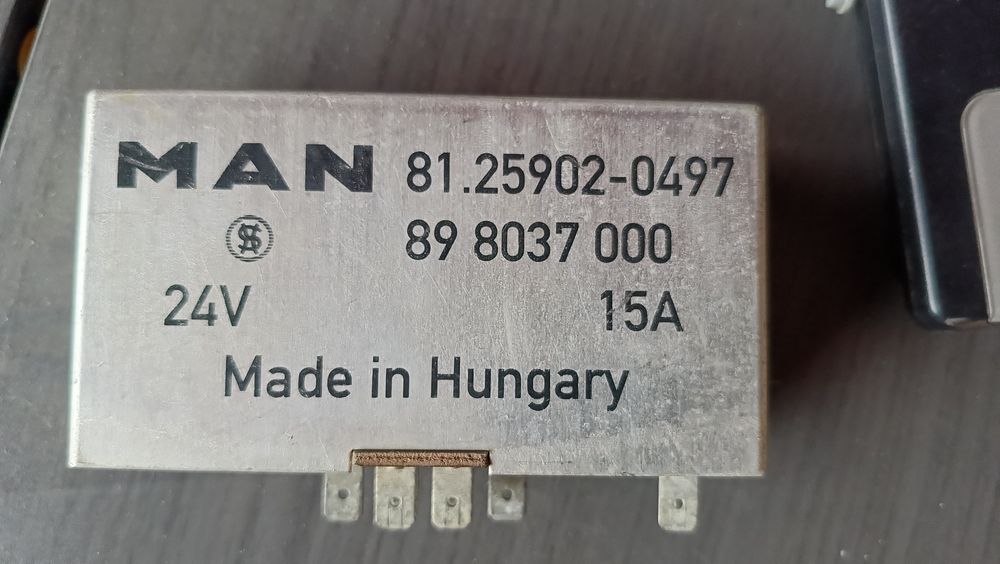 MAN 81.25902-0497
89 8037 000
24V 15A
Made in Hungary